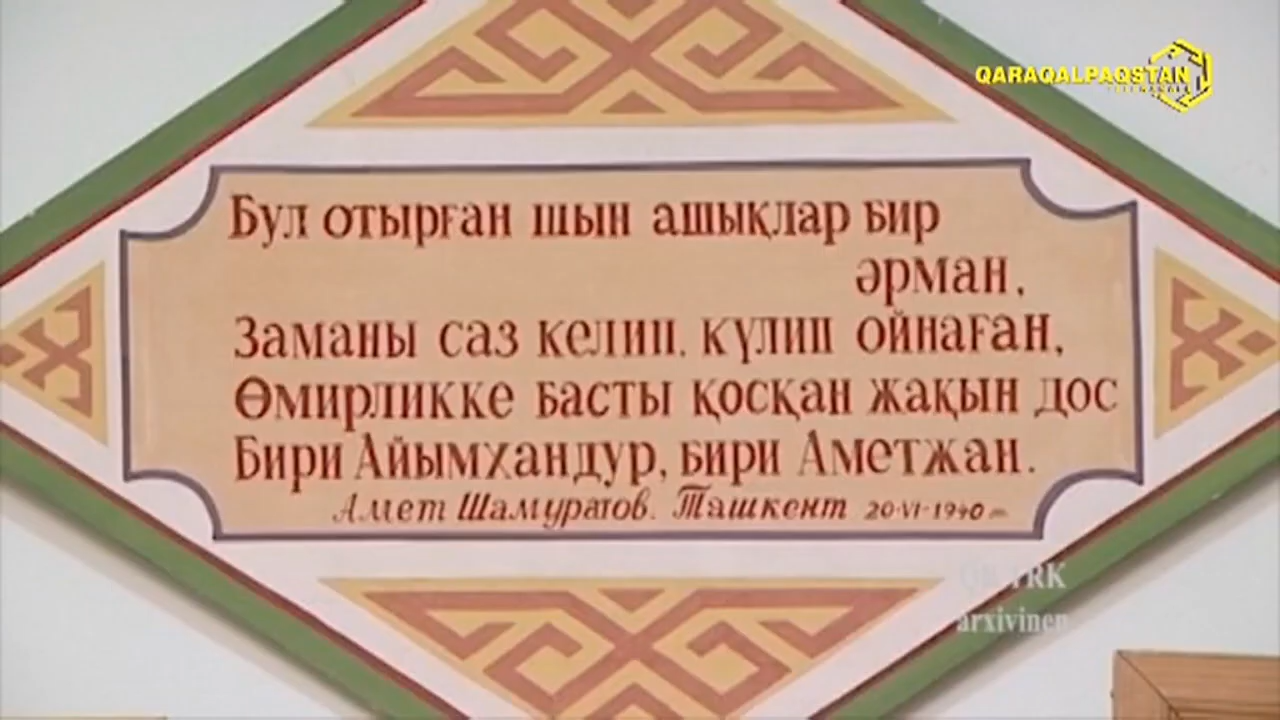 QARAQALPAQSTAN
Бул отырған шын ашықлар бир
әрман,
Заманы саз келип, күлип ойнаған,
Өмирликке басты қосқан жақын дос
Бири Айымхандур, бири Аметжан.
Амет Шамуратов. Ташкент 20-VI-1940
TRK
arxivinen